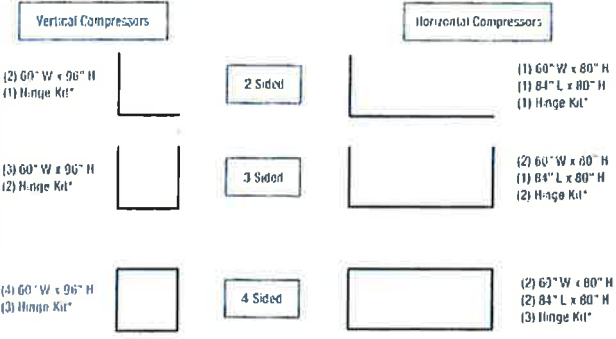 Vertical Compressors
Horizontal Compressors
(2) 60" W x 96" H
(1) Hinge Kit*
2 Sided
(1) 60" W x 80" H
(1) 84" L x 80" H
(1) Hinge Kit*
(3) 60" W x 96" H
(2) Hinge Kit*
3 Sided
(2) 60" W x 80" H
(1) 84" L x 80" H
(2) Hinge Kit*
(4) 60" W x 96" H
(3) Hinge Kit*
4 Sided
(2) 60" W x 80" H
(2) 84" L x 80" H
(3) Hinge Kit*